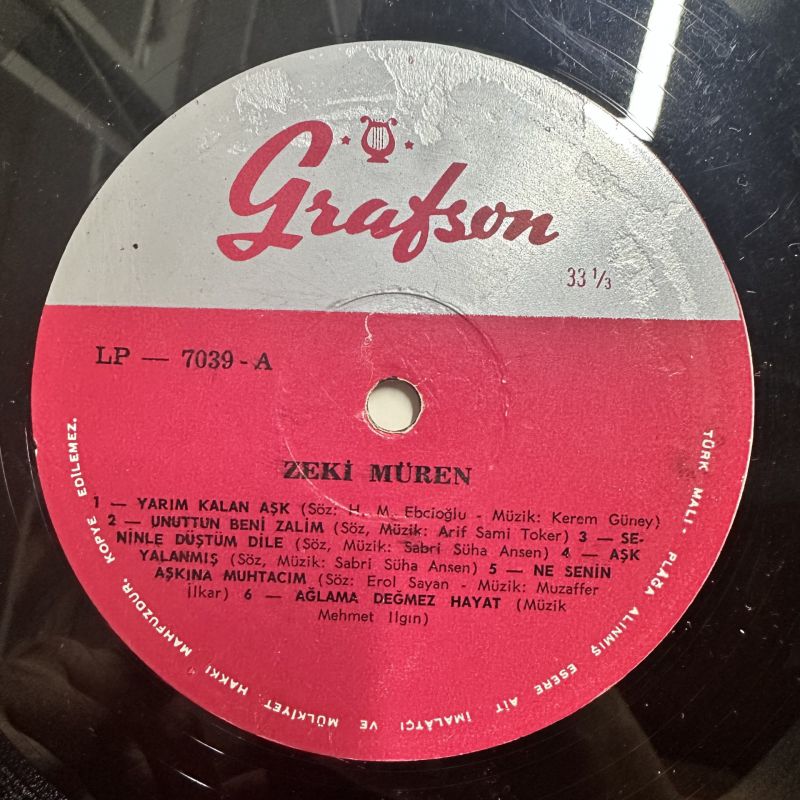 Grafson
33 1/3
LP — 7039 - A
ZEKİ MÜREN
1 — YARIM KALAN AŞK (Söz: H. M. Ebcioğlu - Müzik: Kerem Güney)
2 — UNUTTUN BENİ ZALİM (Söz, Müzik: Arif Sami Toker) 3 — SE-
NİNLE DÜŞTÜM DİLE (Söz, Müzik: Sabri Süha Ansen) 4 — AŞK
YALANMIŞ (Söz, Müzik: Sabri Süha Ansen) 5 — NE SENİN
AŞKINA MUHTACIM (Söz: Erol Sayan - Müzik: Muzaffer
İlkar) 6 — AĞLAMA DEĞMEZ HAYAT (Müzik
Mehmet Ilgın)
TÜRK MALI - PLÂĞA ALINMIŞ ESERE AİT İMALÂTÇI VE MÜLKİYET HAKKI MAHFUZDUR. KOPYE EDİLEMEZ.